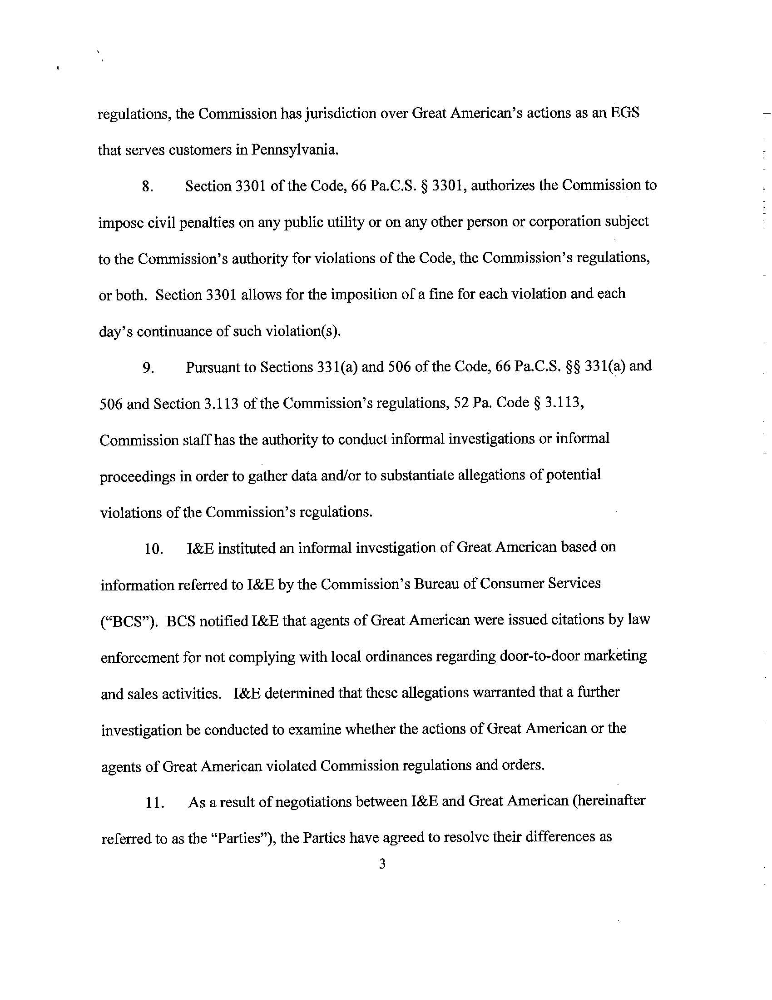 regulations, the Commission has jurisdiction over Great American's actions as an EGS
that serves customers in Pennsylvania.
8. Section 3301 of the Code, 66 Pa.C.S. § 3301, authorizes the Commission to
impose civil penalties on any public utility or on any other person or corporation subject
to the Commission's authority for violations of the Code, the Commission's regulations,
or both. Section 3301 allows for the imposition of a fine for each violation and each
day's continuance of such violation(s).
9. Pursuant to Sections 331(a) and 506 of the Code, 66 Pa.C.S. §§ 331(a) and
506 and Section 3.113 of the Commission's regulations, 52 Pa. Code § 3.113,
Commission staff has the authority to conduct informal investigations or informal
proceedings in order to gather data and/or to substantiate allegations of potential
violations of the Commission's regulations.
10. I&E instituted an informal investigation of Great American based on
information referred to I&E by the Commission's Bureau of Consumer Services
("BCS"). BCS notified I&E that agents of Great American were issued citations by law
enforcement for not complying with local ordinances regarding door-to-door marketing
and sales activities. I&E determined that these allegations warranted that a further
investigation be conducted to examine whether the actions of Great American or the
agents of Great American violated Commission regulations and orders.
11. As a result of negotiations between I&E and Great American (hereinafter
referred to as the "Parties"), the Parties have agreed to resolve their differences as
3